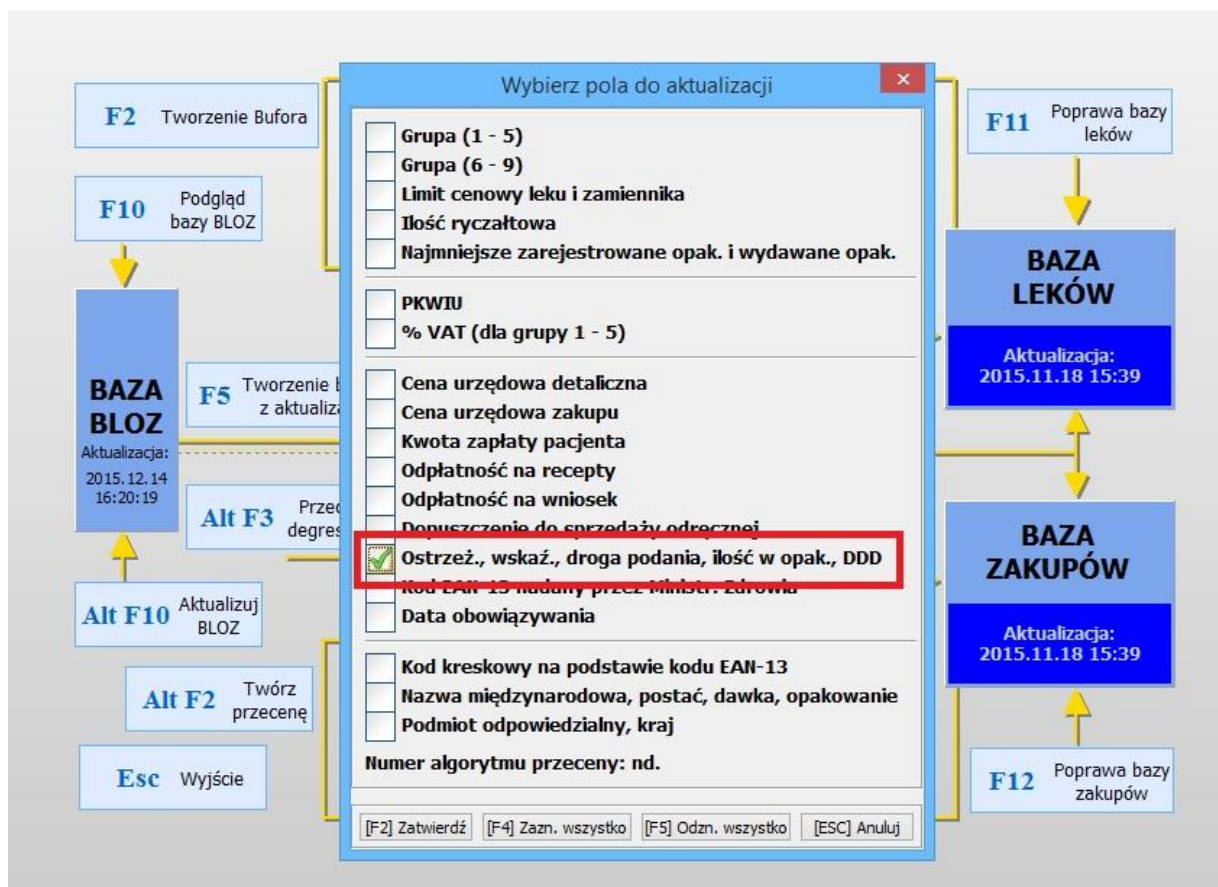 Wybierz pola do aktualizacji
F2 Tworzenie Bufora
F10 Podgląd
bazy BLOZ
BAZA
BLOZ
Aktualizacja:
2015.12.14
16:20:19
F5 Tworzenie
z
Alt F3
Alt F10 Aktualizuj
BLOZ
Alt F2 Twórz
przecenę
Esc Wyjście
Grupa (1 - 5)
Grupa (6 - 9)
Limit cenowy leku i zamiennika
Ilość ryczałtowa
Najmniejsze zarejestrowane opak. i wydawane opak.
PKWIU
% VAT (dla grupy 1 - 5)
Cena urzędowa detaliczna
Cena urzędowa zakupu
Kwota zapłaty pacjenta
Odpłatność na recepty
Odpłatność na wniosek
Dopuszczenie do sprzedaży odręcznej
Ostrzeż., wskaź., droga podania, ilość w opak., DDD
Kod EAN-13 nadany przez Ministr. Zdrowia
Data obowiązywania
Kod kreskowy na podstawie kodu EAN-13
Nazwa międzynarodowa, postać, dawka, opakowanie
Podmiot odpowiedzialny, kraj
Numer algorytmu przeceny: nd.
[F2] Zatwierdź [F4] Zazn. wszystko [F5] Odzn. wszystko [ESC] Anuluj
F11 Poprawa bazy
leków
BAZA
LEKÓW
Aktualizacja:
2015.11.18 15:39
BAZA
ZAKUPÓW
Aktualizacja:
2015.11.18 15:39
F12 Poprawa bazy
zakupów